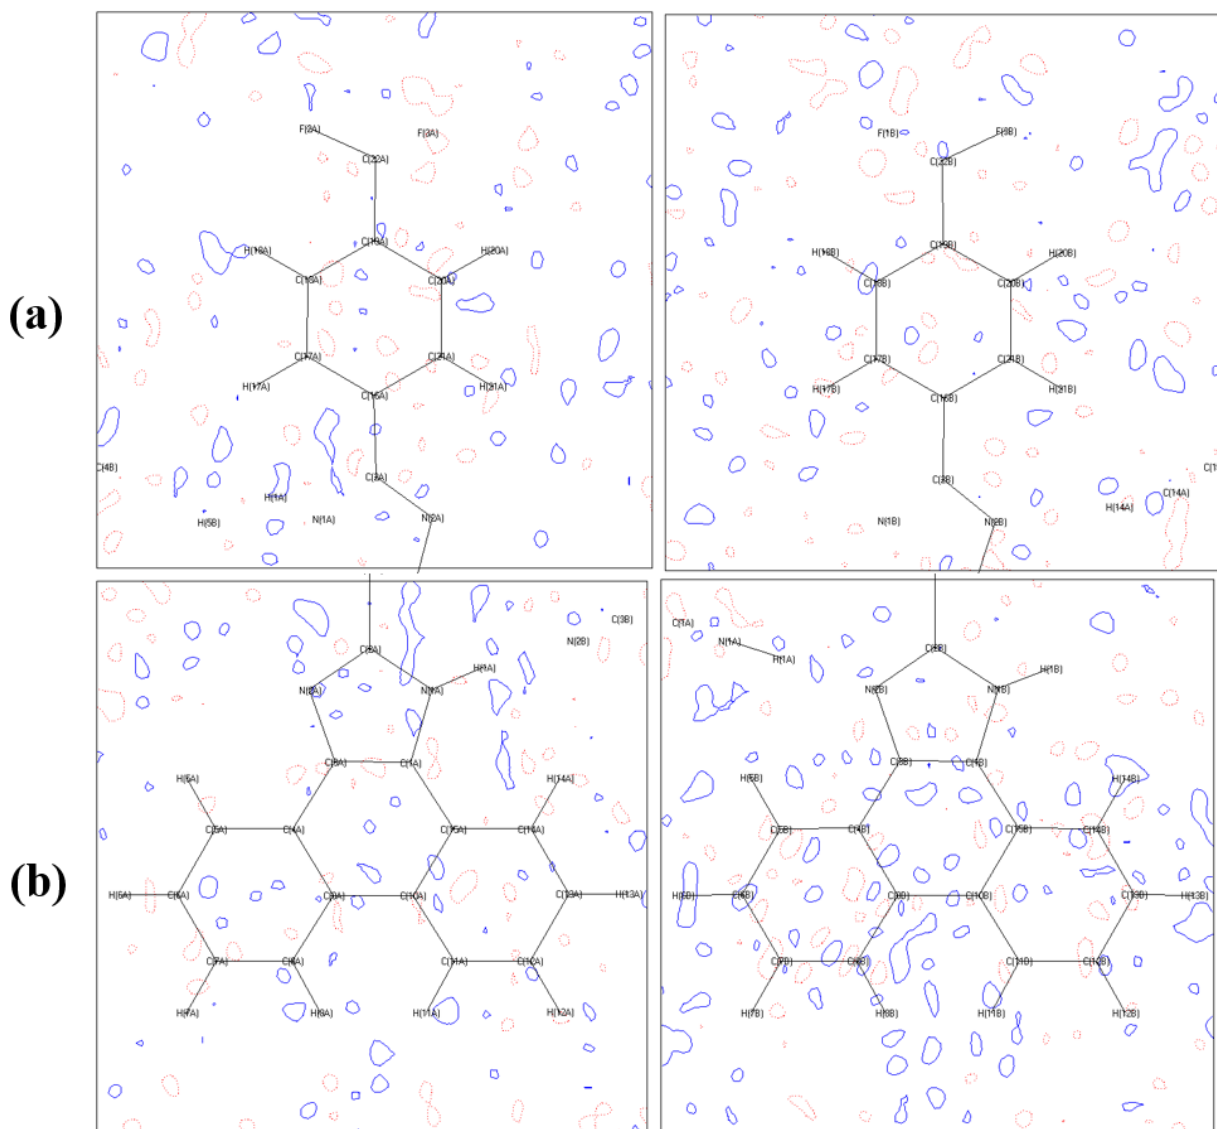 (a)
F(2A) F(3A)
C(22A)
H(18A) C(19A) H(20A)
C(18A) C(20A)
C(17A) C(21A)
H(17A) C(16A) H(21A)
C(4B) C(2A)
H(1A)
H(5B) N(1A) N(2A)
F(1B) F(3B)
C(22B)
H(18B) C(19B) H(20B)
C(18B) C(20B)
C(17B) C(21B)
H(17B) C(16B) H(21B)
C(2B) C(14A)
H(14A)
N(1B) N(2B)
(b)
C(3B)
N(2B)
C(2A)
H(1A)
N(2A) N(1A)
C(3A) C(1A)
H(5A) H(14A)
C(5A) C(4A) C(15A) C(14A)
H(6A) C(6A) C(9A) C(10A) C(13A) H(13A)
C(7A) C(8A) C(11A) C(12A)
H(7A) H(8A) H(11A) H(12A)
C(1A)
N(1A) C(2B)
H(1A) H(1B)
N(2B) N(1B)
C(3B) C(1B)
H(5B) H(14B)
C(5B) C(4B) C(15B) C(14B)
H(6B) C(6B) C(9B) C(10B) C(13B) H(13B)
C(7B) C(8B) C(11B) C(12B)
H(7B) H(8B) H(11B) H(12B)